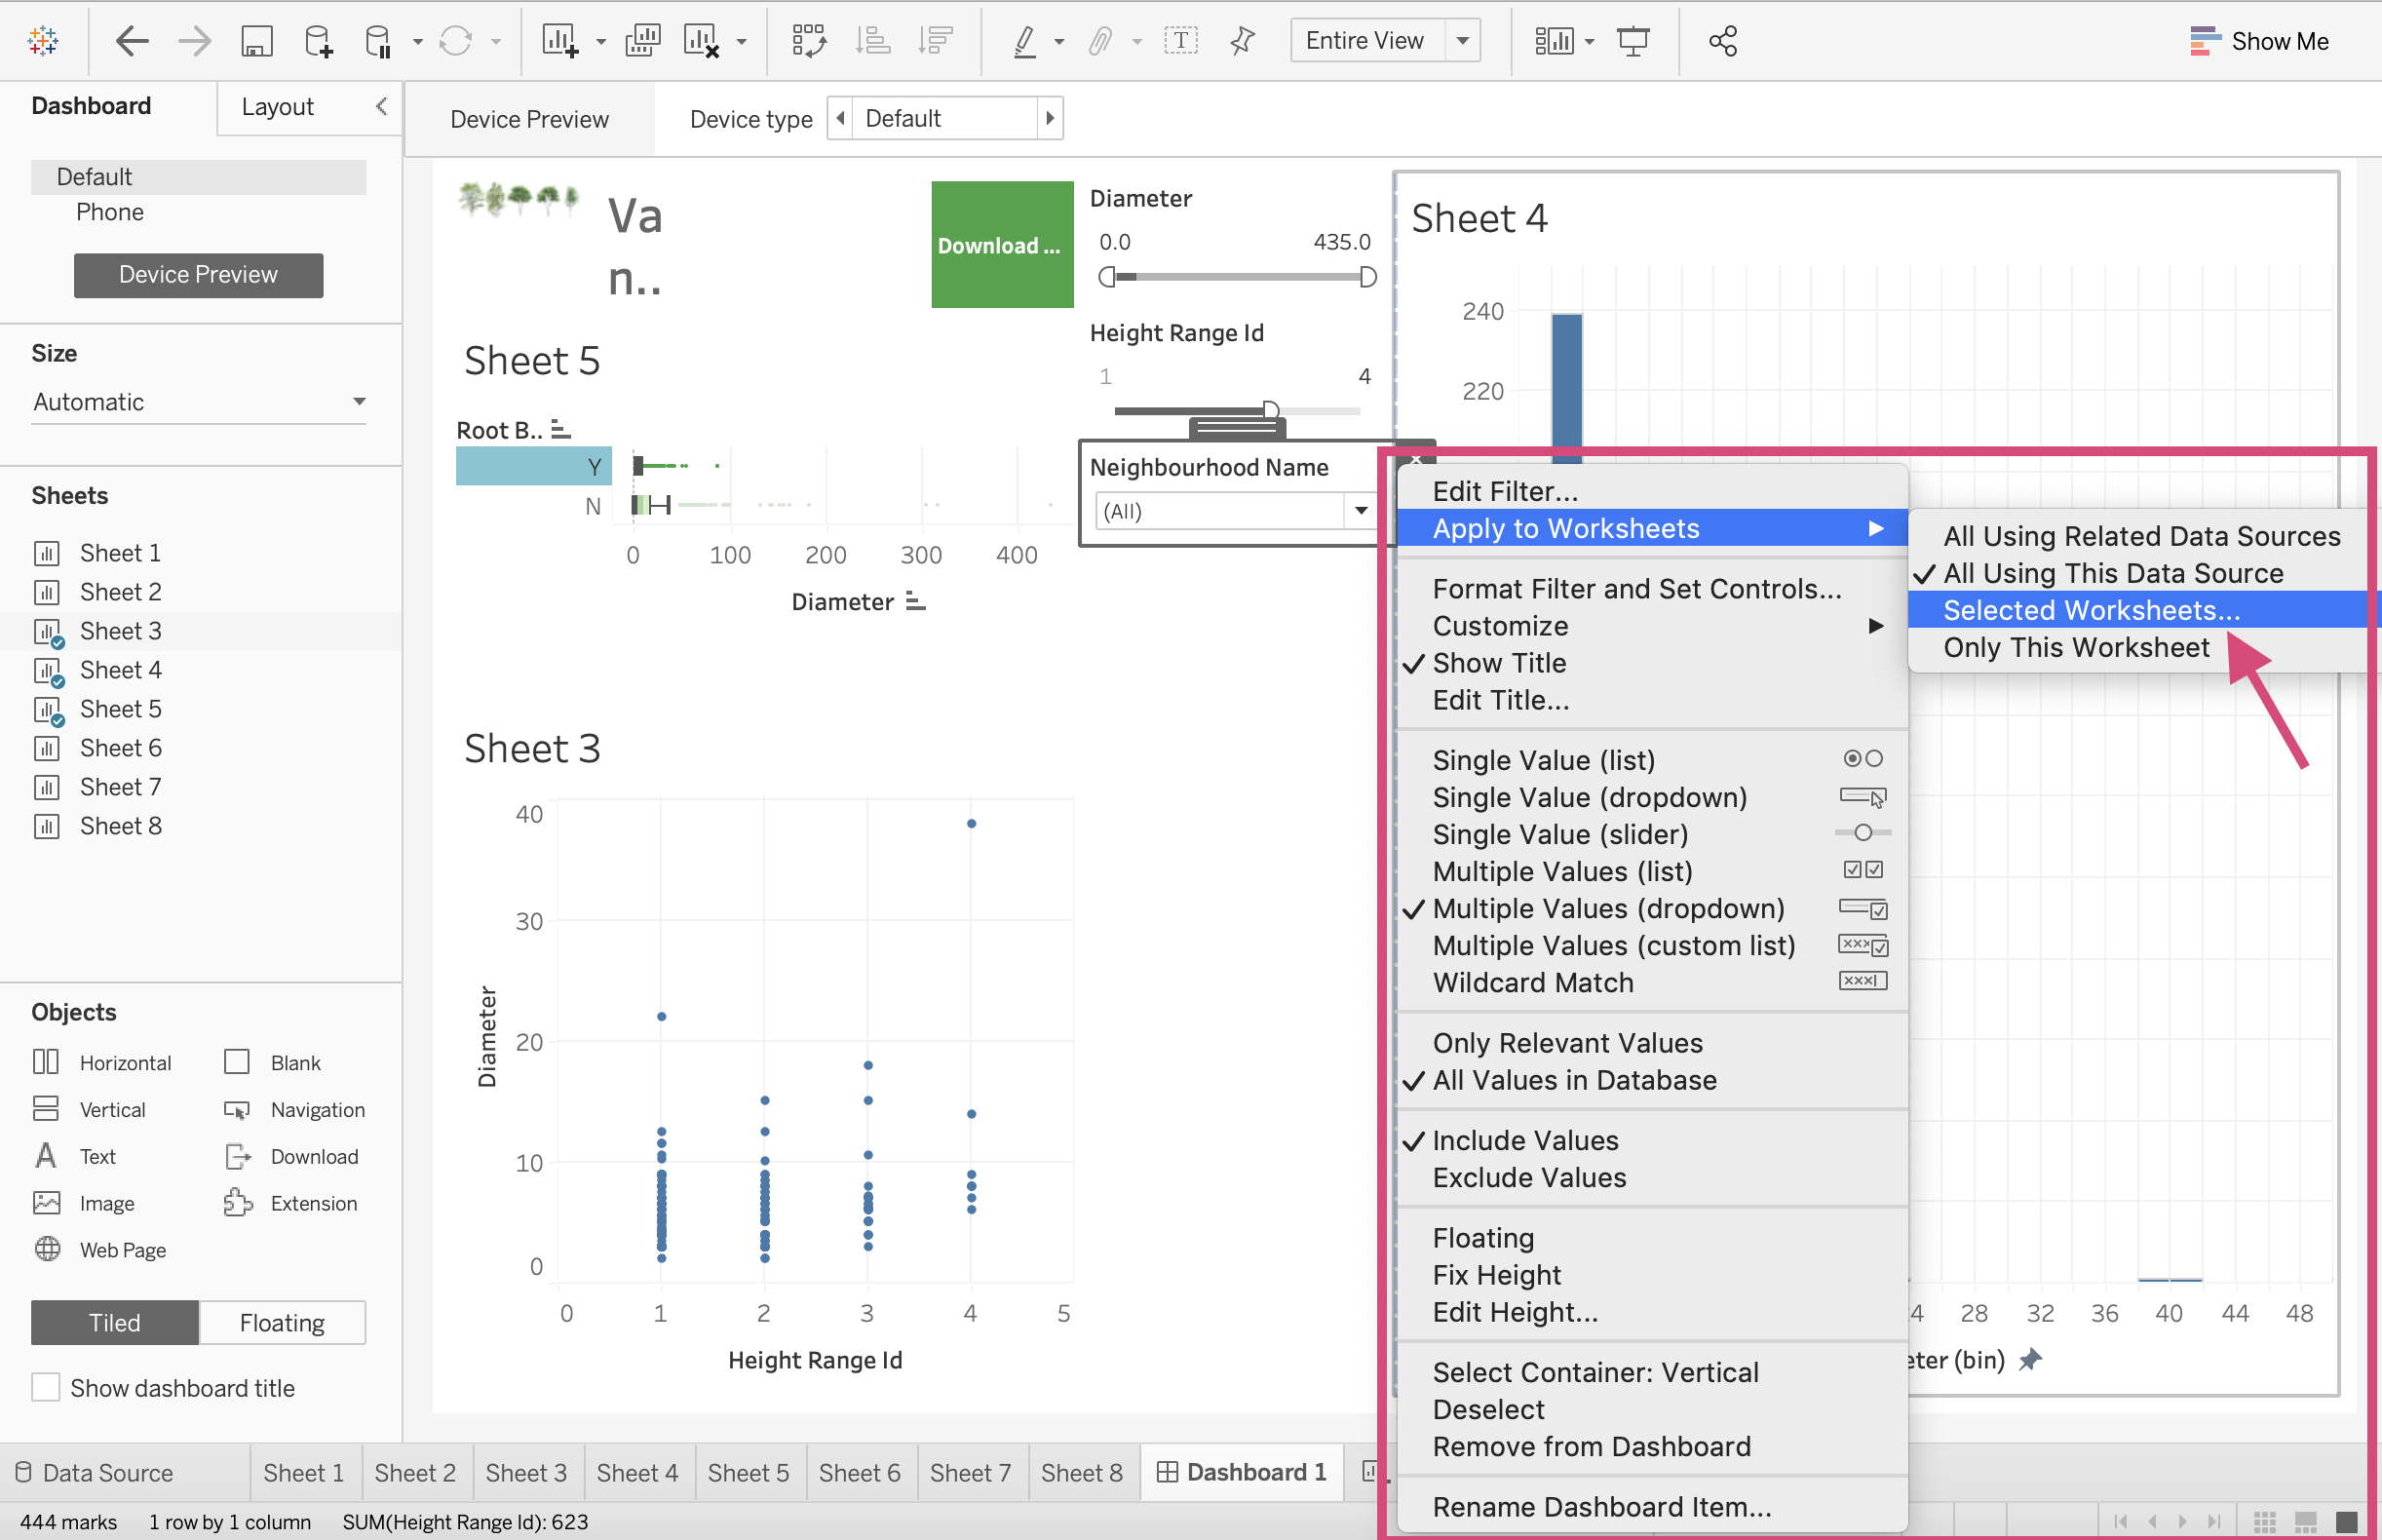 Entire View
Show Me
Dashboard
Layout
Device Preview
Device type
Default
Default
Phone
Device Preview
Size
Automatic
Sheets
Sheet 1
Sheet 2
Sheet 3
Sheet 4
Sheet 5
Sheet 6
Sheet 7
Sheet 8
Objects
Horizontal
Blank
Vertical
Navigation
Text
Download
Image
Extension
Web Page
Tiled
Floating
Show dashboard title
Va
n..
Download ...
Diameter
0.0
435.0
Height Range Id
1
4
Neighbourhood Name
(All)
Sheet 5
Root B..
Y
N
0
100
200
300
400
Diameter
Sheet 3
40
30
20
10
0
Diameter
0
1
2
3
4
5
Height Range Id
Sheet 4
240
220
Edit Filter...
Apply to Worksheets
Format Filter and Set Controls...
Customize
Show Title
Edit Title...
Single Value (list)
Single Value (dropdown)
Single Value (slider)
Multiple Values (list)
Multiple Values (dropdown)
Multiple Values (custom list)
Wildcard Match
Only Relevant Values
All Values in Database
Include Values
Exclude Values
Floating
Fix Height
Edit Height...
Select Container: Vertical
Deselect
Remove from Dashboard
Rename Dashboard Item...
All Using Related Data Sources
All Using This Data Source
Selected Worksheets...
Only This Worksheet
28
32
36
40
44
48
(bin)
Data Source
Sheet 1
Sheet 2
Sheet 3
Sheet 4
Sheet 5
Sheet 6
Sheet 7
Sheet 8
Dashboard 1
444 marks
1 row by 1 column
SUM(Height Range Id): 623